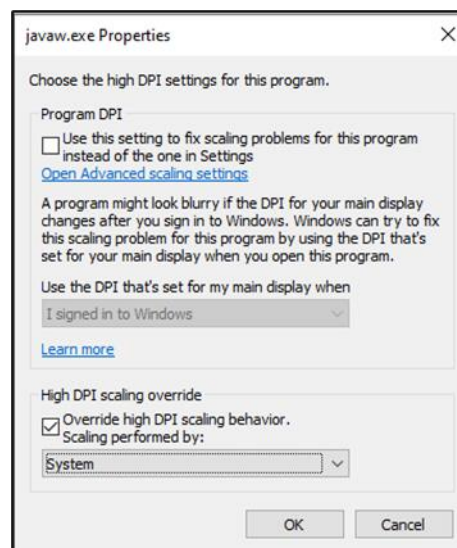 javaw.exe Properties
Choose the high DPI settings for this program.
Program DPI
Use this setting to fix scaling problems for this program
instead of the one in Settings
Open Advanced scaling settings
A program might look blurry if the DPI for your main display
changes after you sign in to Windows. Windows can try to fix
this scaling problem for this program by using the DPI that's
set for your main display when you open this program.
Use the DPI that's set for my main display when
I signed in to Windows
Learn more
High DPI scaling override
Override high DPI scaling behavior.
Scaling performed by:
System
OK Cancel